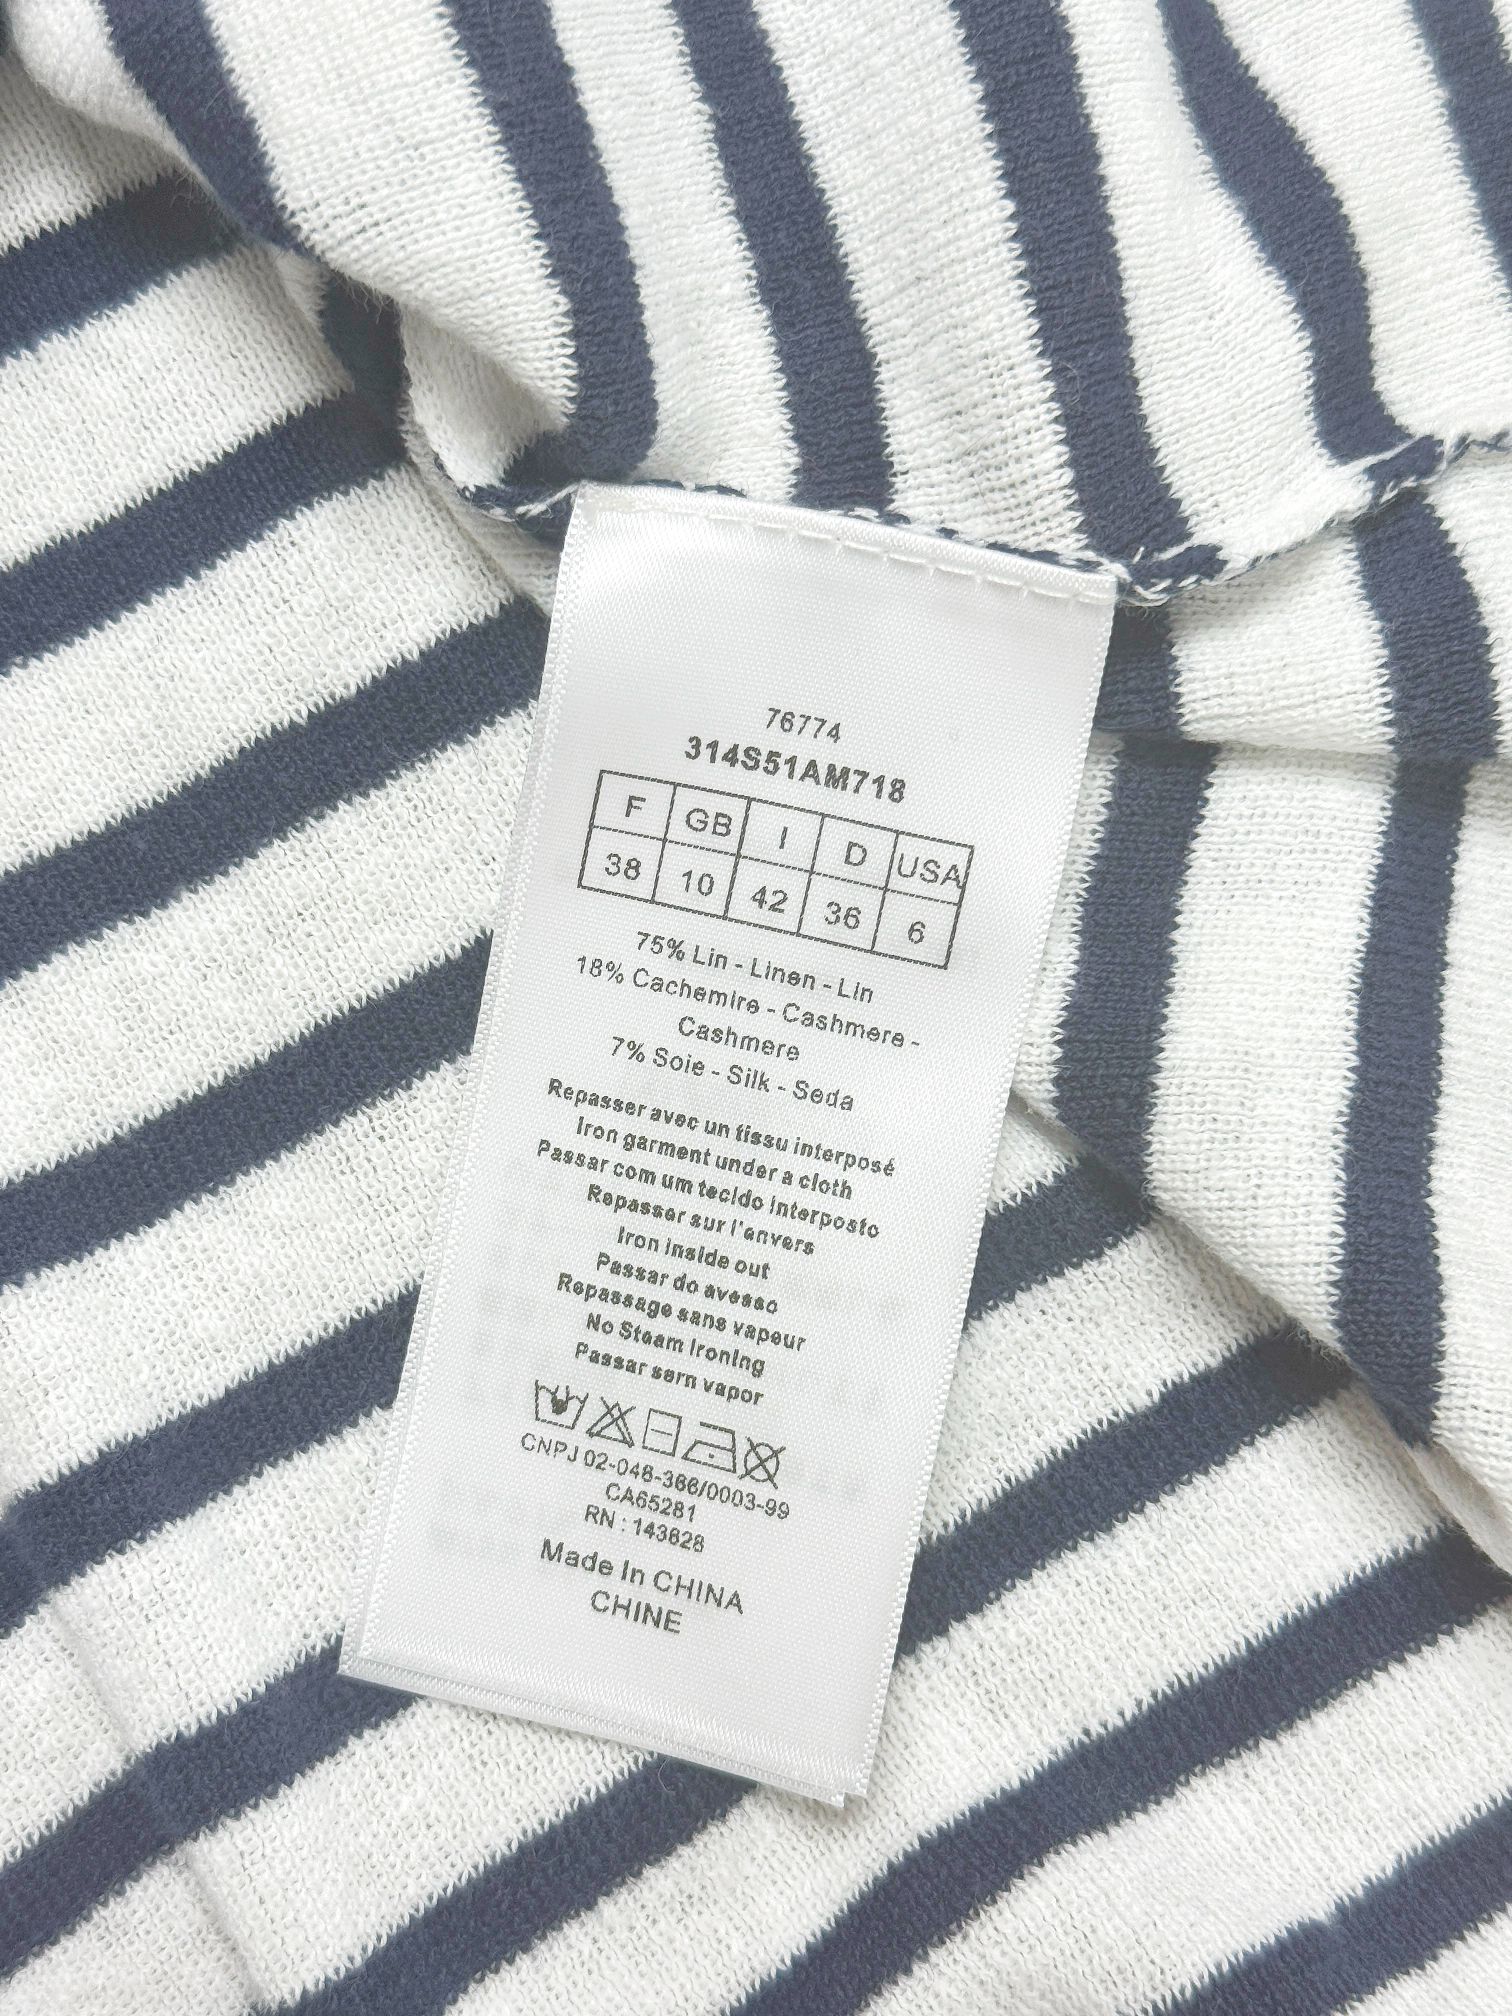 76774
314S51AM718
F GB I D USA
38 10 42 36 6
75% Lin - Linen - Lin
18% Cachemire - Cashmere -
Cashmere
7% Soie - Silk - Seda
Repasser avec un tissu interposé
Iron garment under a cloth
Passar com um tecido interposto
Repasser sur l'envers
Iron inside out
Passar do avesso
Repassage sans vapeur
No Steam Ironing
Passar sem vapor
CNPJ 02-046-366/0003-99
CA65281
RN : 143628
Made In CHINA
CHINE